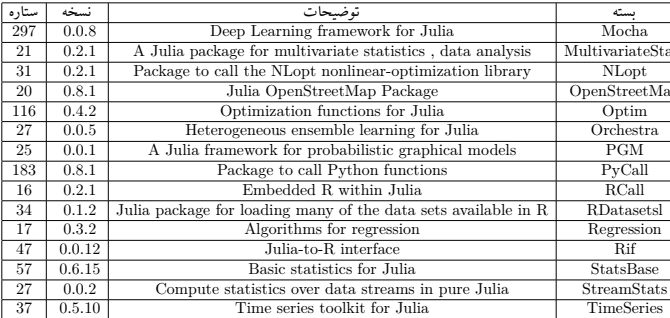 بسته توضیحات نسخه ستاره
Mocha Deep Learning framework for Julia 0.0.8 297
MultivariateSta A Julia package for multivariate statistics , data analysis 0.2.1 21
NLopt Package to call the NLopt nonlinear-optimization library 0.2.1 31
OpenStreetMa Julia OpenStreetMap Package 0.8.1 20
Optim Optimization functions for Julia 0.4.2 116
Orchestra Heterogeneous ensemble learning for Julia 0.0.5 27
PGM A Julia framework for probabilistic graphical models 0.0.1 25
PyCall Package to call Python functions 0.8.1 183
RCall Embedded R within Julia 0.2.1 16
RDatasetsl Julia package for loading many of the data sets available in R 0.1.2 34
Regression Algorithms for regression 0.3.2 17
Rif Julia-to-R interface 0.0.12 47
StatsBase Basic statistics for Julia 0.6.15 57
StreamStats Compute statistics over data streams in pure Julia 0.0.2 27
TimeSeries Time series toolkit for Julia 0.5.10 37